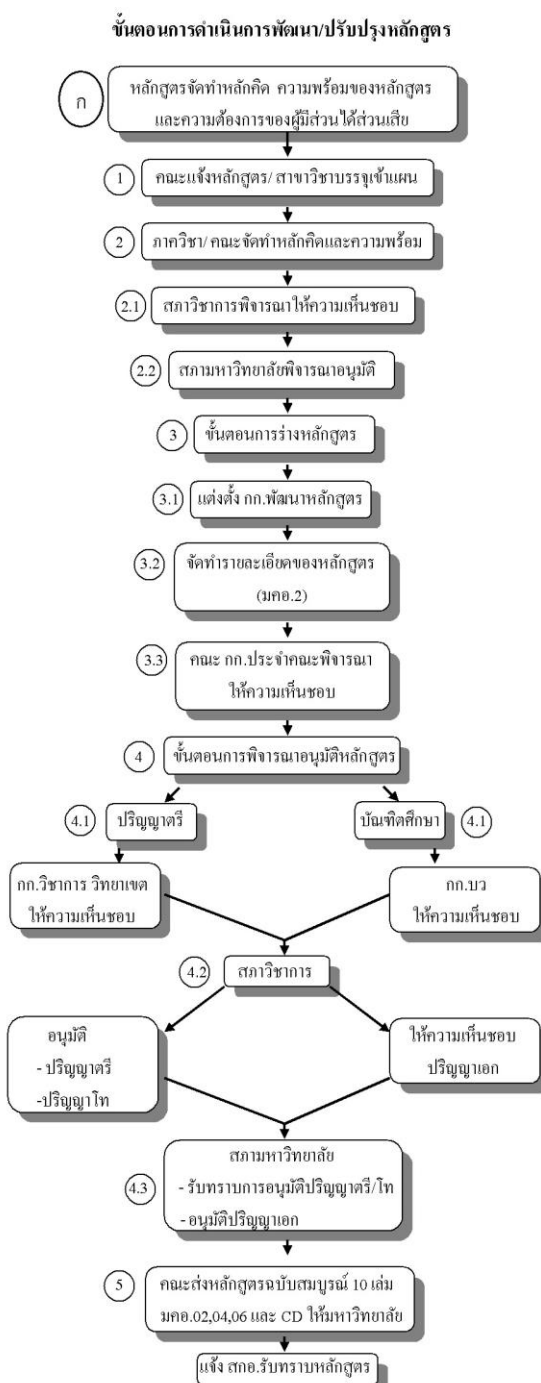 ขั้นตอนการดำเนินการพัฒนา/ปรับปรุงหลักสูตร
ก
หลักสูตรจัดทำหลักคิด ความพร้อมของหลักสูตร
และความต้องการของผู้มีส่วนได้ส่วนเสีย
1
คณะแจ้งหลักสูตร/ สาขาวิชาบรรจุเข้าแผน
2
ภาควิชา/ คณะจัดทำหลักคิดและความพร้อม
2.1
สภาวิชาการพิจารณาให้ความเห็นชอบ
2.2
สภามหาวิทยาลัยพิจารณาอนุมัติ
3
ขั้นตอนการร่างหลักสูตร
3.1
แต่งตั้ง กก.พัฒนาหลักสูตร
3.2
จัดทำรายละเอียดของหลักสูตร
(มคอ.2)
3.3
คณะ กก.ประจำคณะพิจารณา
ให้ความเห็นชอบ
4
ขั้นตอนการพิจารณาอนุมัติหลักสูตร
4.1
ปริญญาตรี
บัณฑิตศึกษา
4.1
กก.วิชาการ วิทยาเขต
ให้ความเห็นชอบ
กก.บว
ให้ความเห็นชอบ
4.2
สภาวิชาการ
อนุมัติ
- ปริญญาตรี
-ปริญญาโท
ให้ความเห็นชอบ
ปริญญาเอก
4.3
สภามหาวิทยาลัย
- รับทราบการอนุมัติปริญญาตรี/โท
-อนุมัติปริญญาเอก
5
คณะส่งหลักสูตรฉบับสมบูรณ์ 10 เล่ม
มคอ.02,04,06 และ CD ให้มหาวิทยาลัย
แจ้ง สกอ.รับทราบหลักสูตร